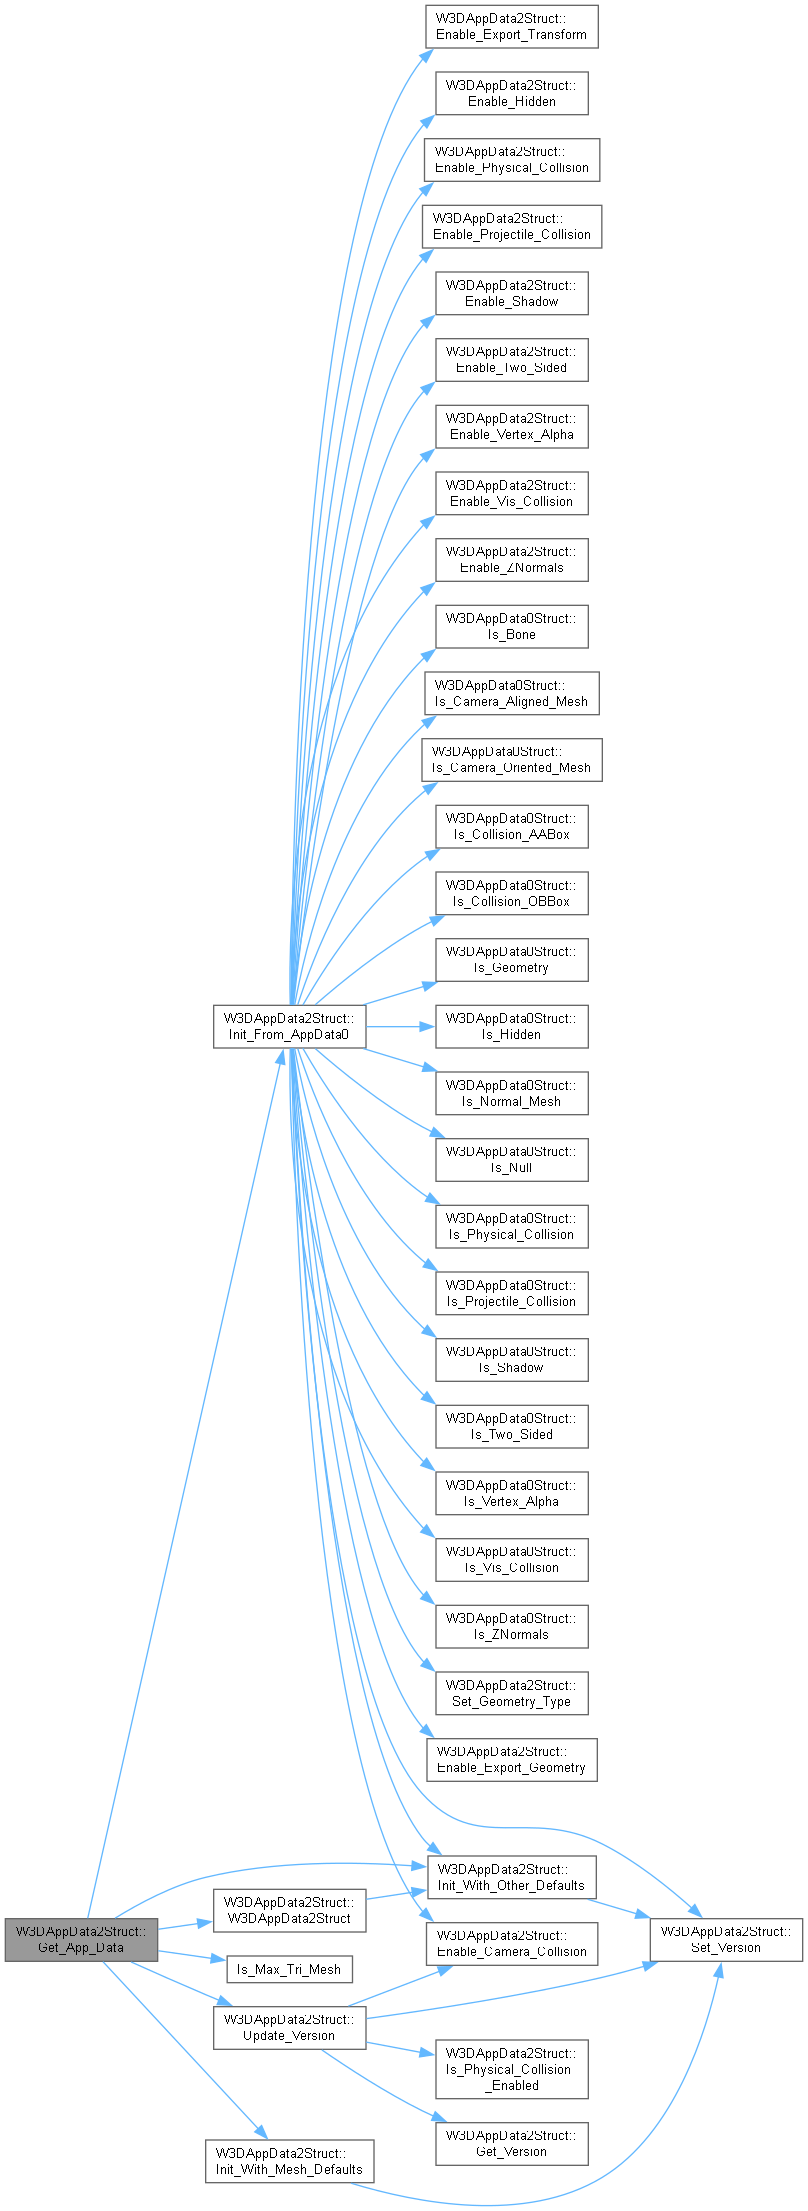 W3DAppData2Struct::
Enable_Export_Transform
W3DAppData2Struct::
Enable_Hidden
W3DAppData2Struct::
Enable_Physical_Collision
W3DAppData2Struct::
Enable_Projectile_Collision
W3DAppData2Struct::
Enable_Shadow
W3DAppData2Struct::
Enable_Two_Sided
W3DAppData2Struct::
Enable_Vertex_Alpha
W3DAppData2Struct::
Enable_Vis_Collision
W3DAppData2Struct::
Enable_ZNormals
W3DAppData0Struct::
Is_Bone
W3DAppData0Struct::
Is_Camera_Aligned_Mesh
W3DAppData0Struct::
Is_Camera_Oriented_Mesh
W3DAppData0Struct::
Is_Collision_AABox
W3DAppData0Struct::
Is_Collision_OBBox
W3DAppData0Struct::
Is_Geometry
W3DAppData2Struct::
Init_From_AppData0
W3DAppData0Struct::
Is_Hidden
W3DAppData0Struct::
Is_Normal_Mesh
W3DAppData0Struct::
Is_Null
W3DAppData0Struct::
Is_Physical_Collision
W3DAppData0Struct::
Is_Projectile_Collision
W3DAppData0Struct::
Is_Shadow
W3DAppData0Struct::
Is_Two_Sided
W3DAppData0Struct::
Is_Vertex_Alpha
W3DAppData0Struct::
Is_Vis_Collision
W3DAppData0Struct::
Is_ZNormals
W3DAppData2Struct::
Set_Geometry_Type
W3DAppData2Struct::
Enable_Export_Geometry
W3DAppData2Struct::
Init_With_Other_Defaults
W3DAppData2Struct::
W3DAppData2Struct
W3DAppData2Struct::
Get_App_Data
W3DAppData2Struct::
Enable_Camera_Collision
W3DAppData2Struct::
Set_Version
Is_Max_Tri_Mesh
W3DAppData2Struct::
Update_Version
W3DAppData2Struct::
Is_Physical_Collision
_Enabled
W3DAppData2Struct::
Get_Version
W3DAppData2Struct::
Init_With_Mesh_Defaults